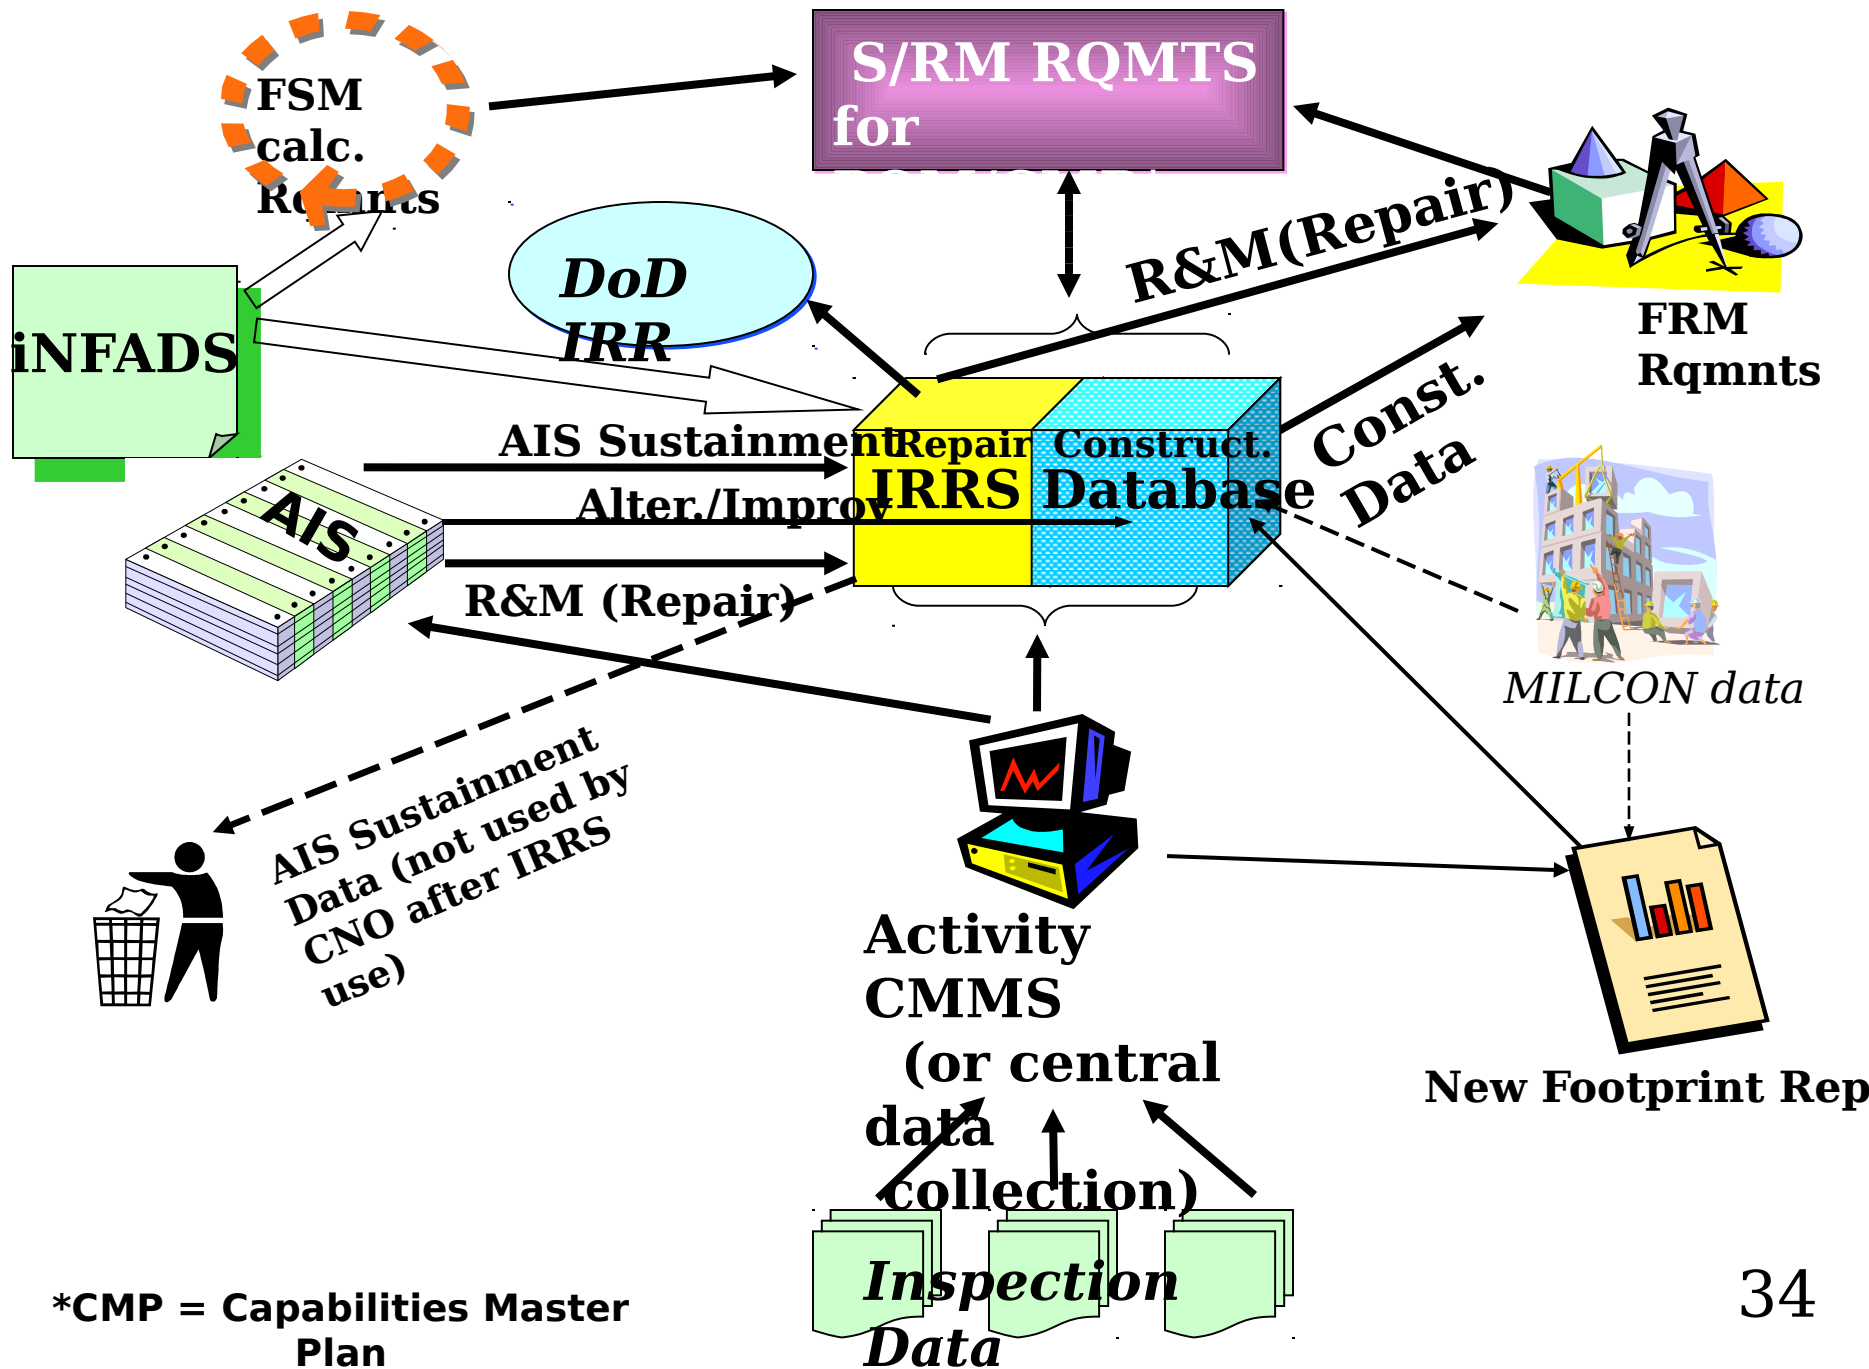 S/RM RQMTS
for
FSM
calc.
Rqmnts
R&M(Repair)
DoD
IRR
iNFADS
FRM
Rqmnts
Const.
Data
AIS Sustainment
Repair Construct.
IRRS Database
Alter./Improv
AIS
R&M (Repair)
MILCON data
AIS Sustainment
Data (not used by
CNO after IRRS
use)
Activity
CMMS
(or central
data
collection)
New Footprint Rep
Inspection
Data
*CMP = Capabilities Master
Plan
34